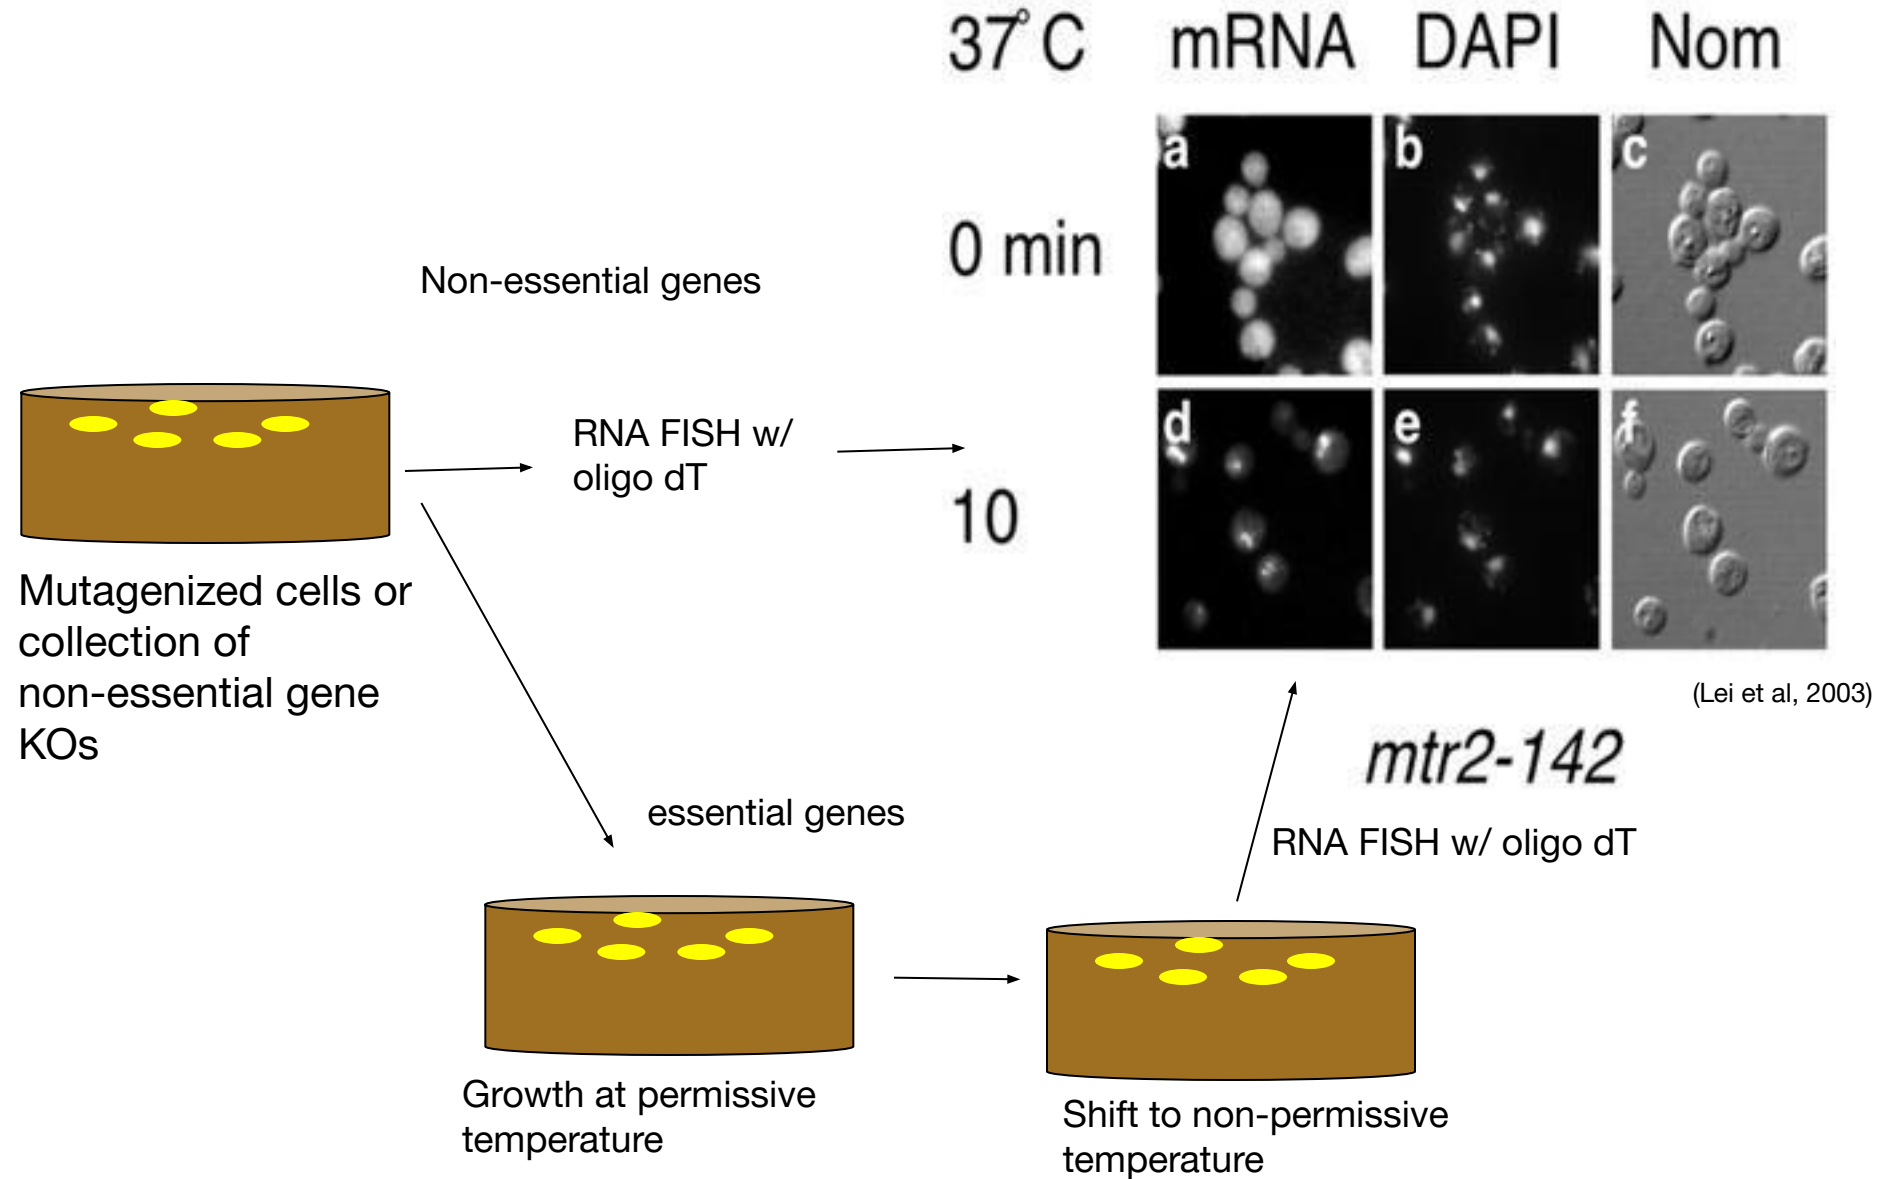 37°C mRNA DAPI Nom
a b c
0 min
Non-essential genes
RNA FISH w/
oligo dT
d e f
10
Mutagenized cells or
collection of
non-essential gene
KOs
(Lei et al, 2003)
mtr2-142
essential genes
RNA FISH w/ oligo dT
Growth at permissive
temperature
Shift to non-permissive
temperature